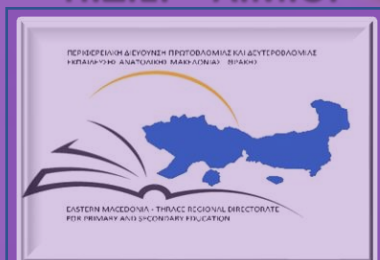 ΠΕΡΙΦΕΡΕΙΑΚΗ ΔΙΕΥΘΥΝΣΗ ΠΡΩΤΟΒΑΘΜΙΑΣ ΚΑΙ ΔΕΥΤΕΡΟΒΑΘΜΙΑΣ
ΕΚΠΑΙΔΕΥΣΗΣ ΑΝΑΤΟΛΙΚΗΣ ΜΑΚΕΔΟΝΙΑΣ - ΘΡΑΚΗΣ
EASTERN MACEDONIA - THRACE REGIONAL DIRECTORATE
FOR PRIMARY AND SECONDARY EDUCATION